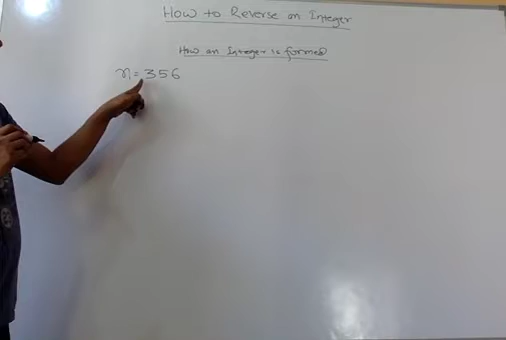 How to Reverse an Integer
How an Integer is formed
n = 356